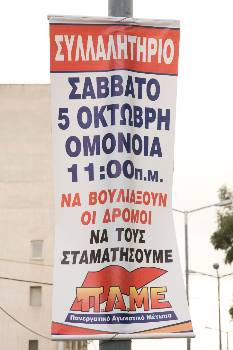 ΣΥΛΛΑΛΗΤΗΡΙΟ
ΣΑΒΒΑΤΟ
5 ΟΚΤΩΒΡΗ
ΟΜΟΝΟΙΑ
11:00π.μ.
ΝΑ ΒΟΥΛΙΑΞΟΥΝ
ΟΙ ΔΡΟΜΟΙ
ΝΑ ΤΟΥΣ
ΣΤΑΜΑΤΗΣΟΥΜΕ
ΠΑΜΕ
Πανεργατικό Αγωνιστικό Μέτωπο